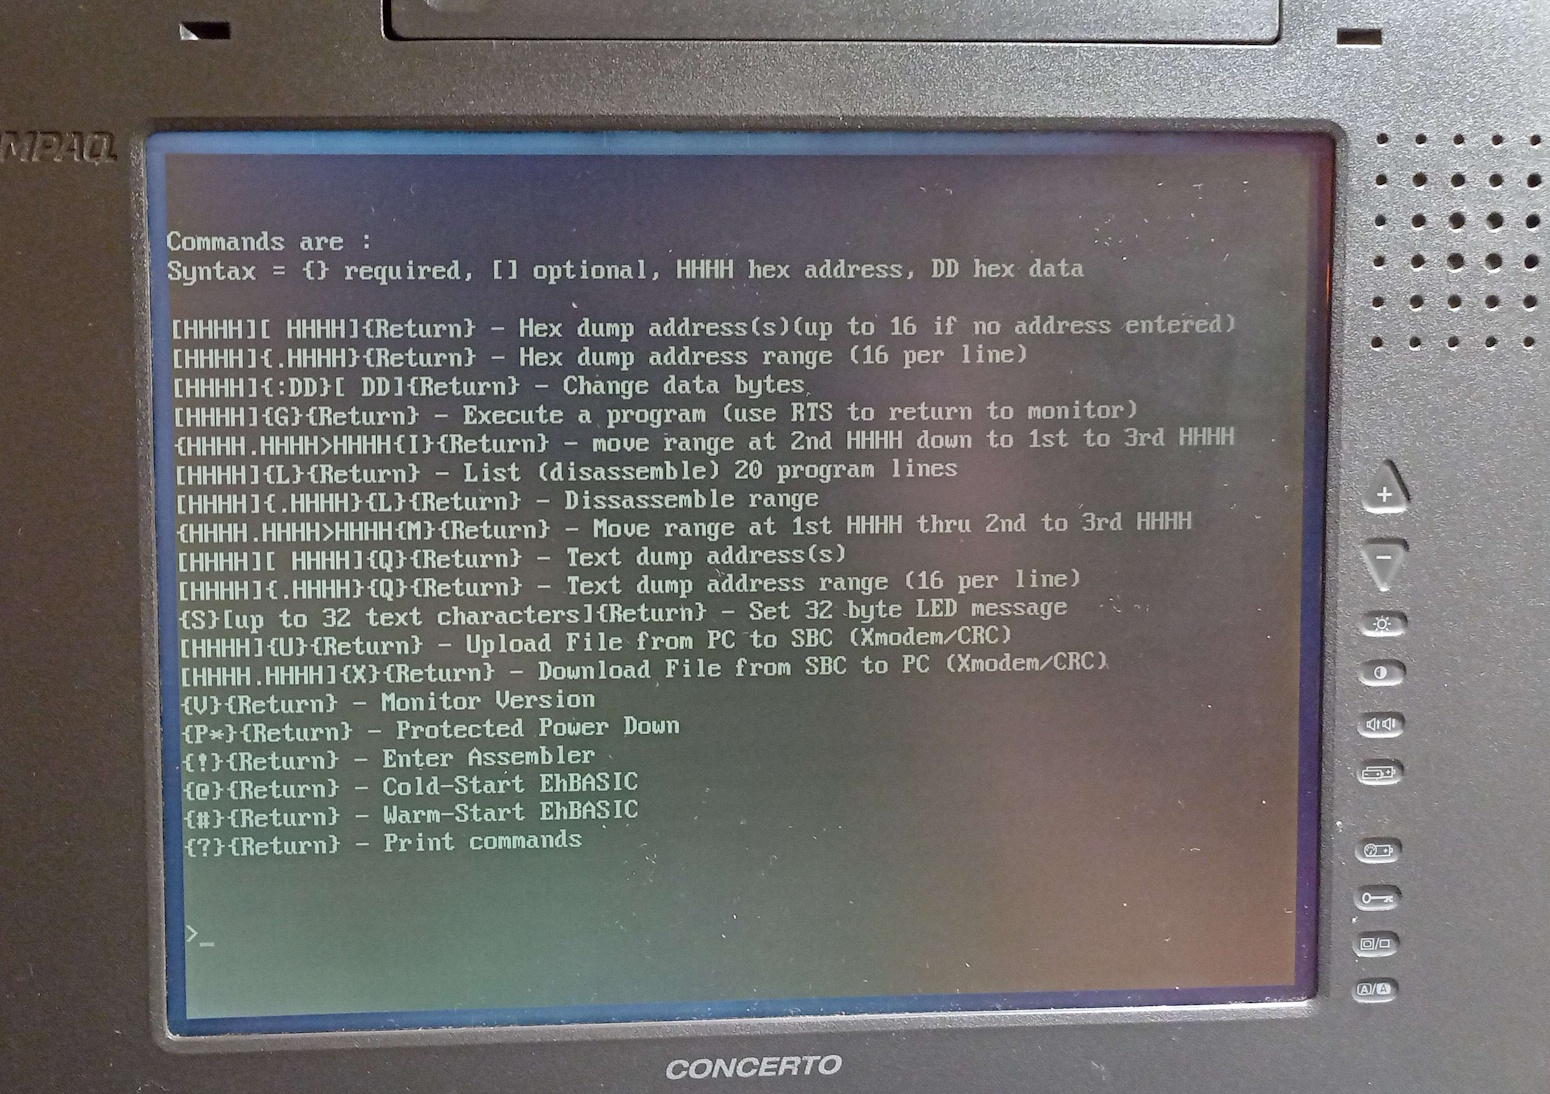 MPAQ
Commands are :
Syntax = {} required, [] optional, HHHH hex address, DD hex data
[HHHH][ HHHH]{Return} - Hex dump address(s)(up to 16 if no address entered)
[HHHH]{.HHHH}{Return} - Hex dump address range (16 per line)
[HHHH]{:DD}[ DD]{Return} - Change data bytes
[HHHH]{G}{Return} - Execute a program (use RTS to return to monitor)
{HHHH.HHHH>HHHH{I}{Return} - move range at 2nd HHHH down to 1st to 3rd HHHH
[HHHH]{L}{Return} - List (disassemble) 20 program lines
[HHHH]{.HHHH}{L}{Return} - Dissassemble range
{HHHH.HHHH>HHHH{M}{Return} - Move range at 1st HHHH thru 2nd to 3rd HHHH
[HHHH][ HHHH]{Q}{Return} - Text dump address(s)
[HHHH]{.HHHH}{Q}{Return} - Text dump address range (16 per line)
{S}[up to 32 text characters]{Return} - Set 32 byte LED message
[HHHH]{U}{Return} - Upload File from PC to SBC (Xmodem/CRC)
[HHHH.HHHH]{X}{Return} - Download File from SBC to PC (Xmodem/CRC)
{V}{Return} - Monitor Version
{P*}{Return} - Protected Power Down
{!}{Return} - Enter Assembler
{@}{Return} - Cold-Start EhBASIC
{#}{Return} - Warm-Start EhBASIC
{?}{Return} - Print commands
>_
+
-
A/A
CONCERTO